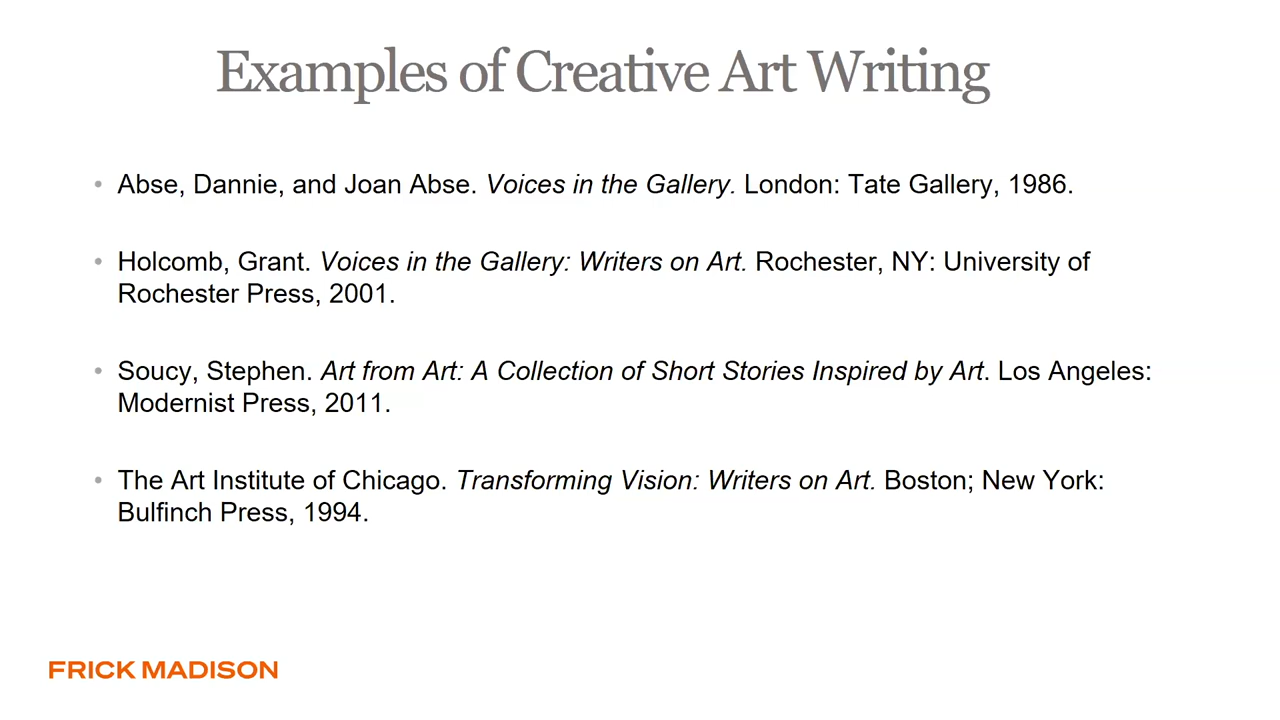 Examples of Creative Art Writing
• Abse, Dannie, and Joan Abse. Voices in the Gallery. London: Tate Gallery, 1986.
• Holcomb, Grant. Voices in the Gallery: Writers on Art. Rochester, NY: University of
Rochester Press, 2001.
• Soucy, Stephen. Art from Art: A Collection of Short Stories Inspired by Art. Los Angeles:
Modernist Press, 2011.
• The Art Institute of Chicago. Transforming Vision: Writers on Art. Boston; New York:
Bulfinch Press, 1994.
FRICK MADISON